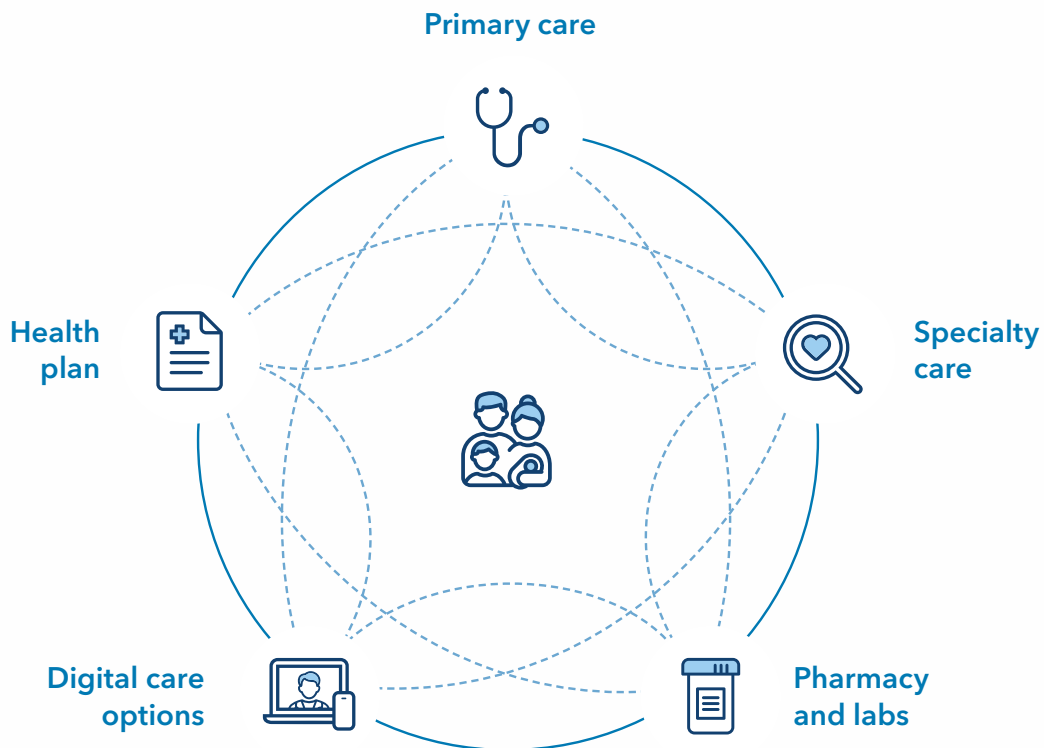 Primary care
Health
plan
Specialty
care
Digital care
options
Pharmacy
and labs